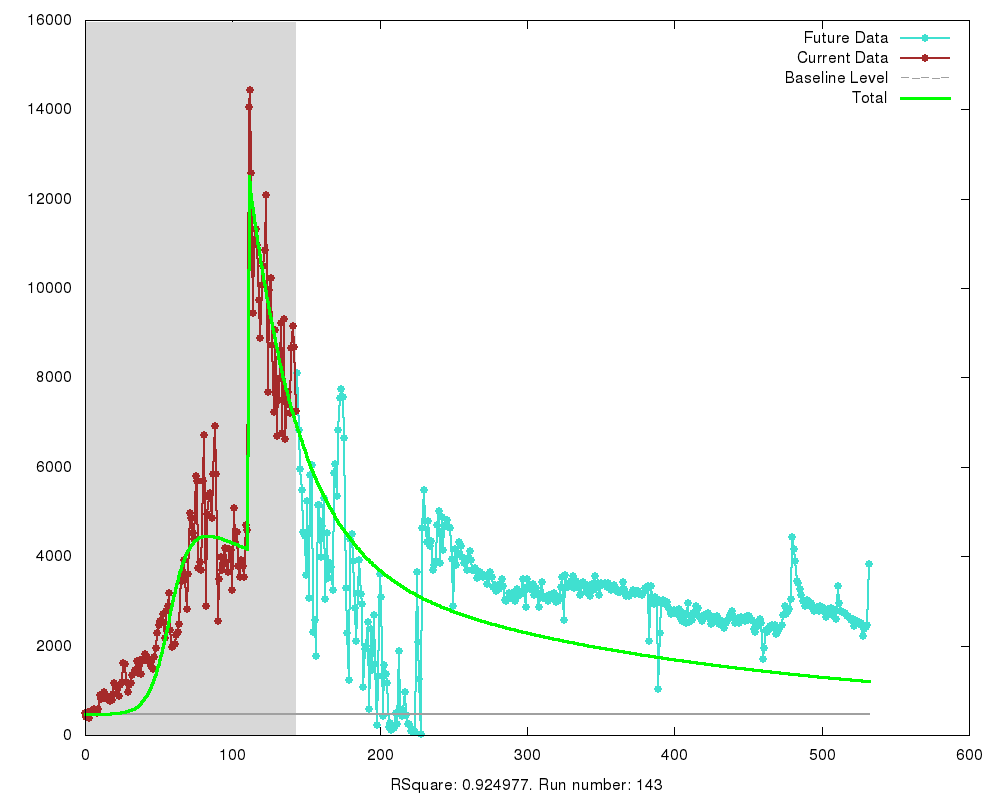 16000
14000
12000
10000
8000
6000
4000
2000
0
Future Data
Current Data
Baseline Level
Total
0 100 200 300 400 500 600
RSquare: 0.924977. Run number: 143